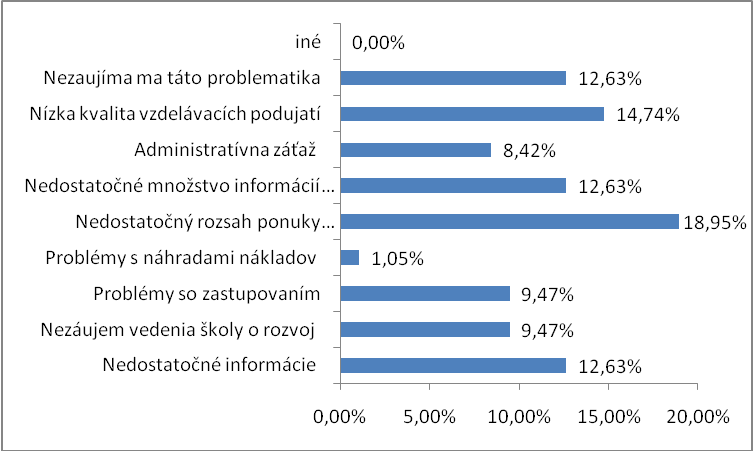 iné 0,00%
Nezaujíma ma táto problematika 12,63%
Nízka kvalita vzdelávacích podujatí 14,74%
Administratívna záťaž 8,42%
Nedostatočné množstvo informácií... 12,63%
Nedostatočný rozsah ponuky... 18,95%
Problémy s náhradami nákladov 1,05%
Problémy so zastupovaním 9,47%
Nezáujem vedenia školy o rozvoj 9,47%
Nedostatočné informácie 12,63%
0,00% 5,00% 10,00% 15,00% 20,00%